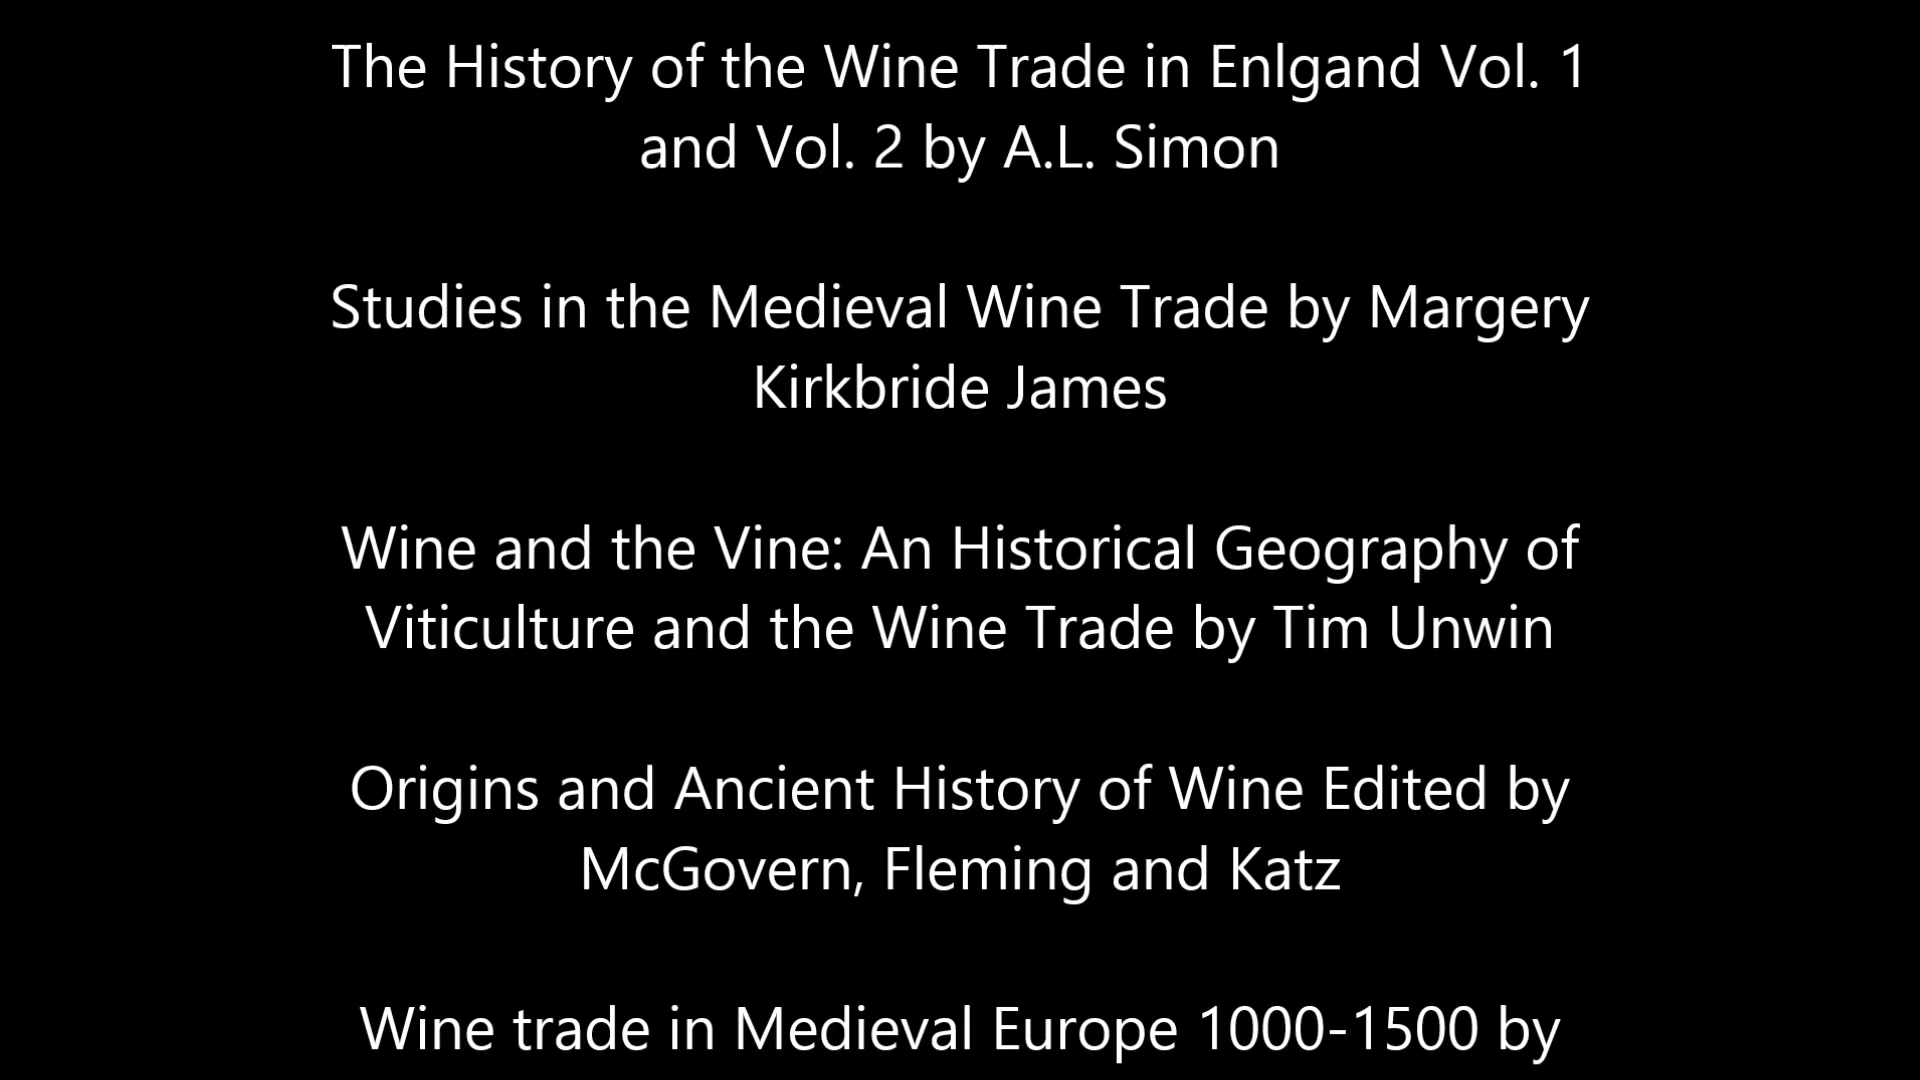 The History of the Wine Trade in Enlgand Vol. 1
and Vol. 2 by A.L. Simon
Studies in the Medieval Wine Trade by Margery
Kirkbride James
Wine and the Vine: An Historical Geography of
Viticulture and the Wine Trade by Tim Unwin
Origins and Ancient History of Wine Edited by
McGovern, Fleming and Katz
Wine trade in Medieval Europe 1000-1500 by